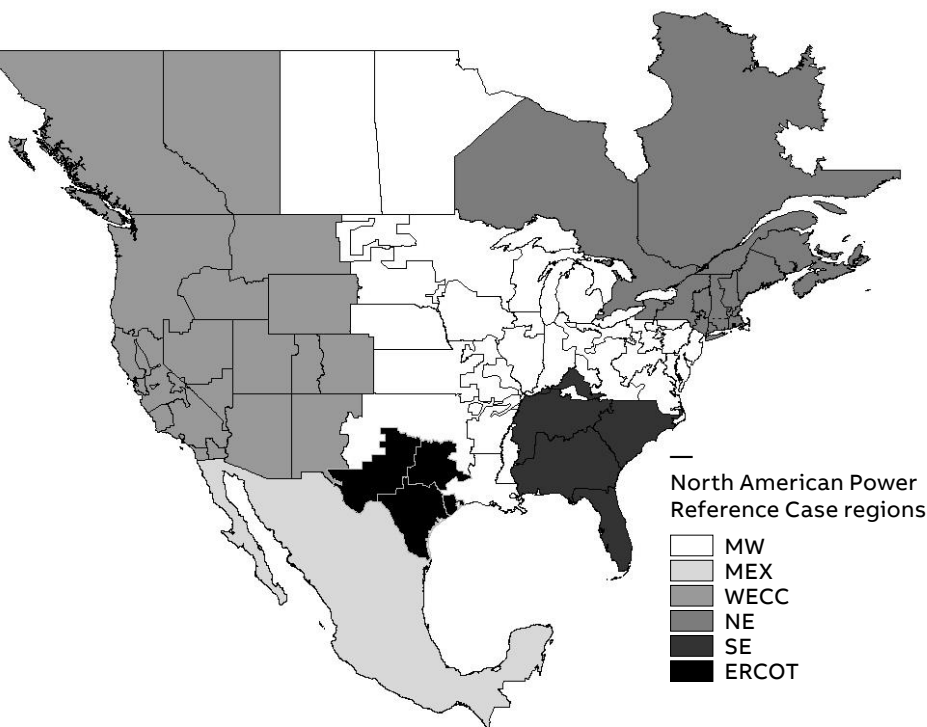 North American Power
Reference Case regions
MW
MEX
WECC
NE
SE
ERCOT